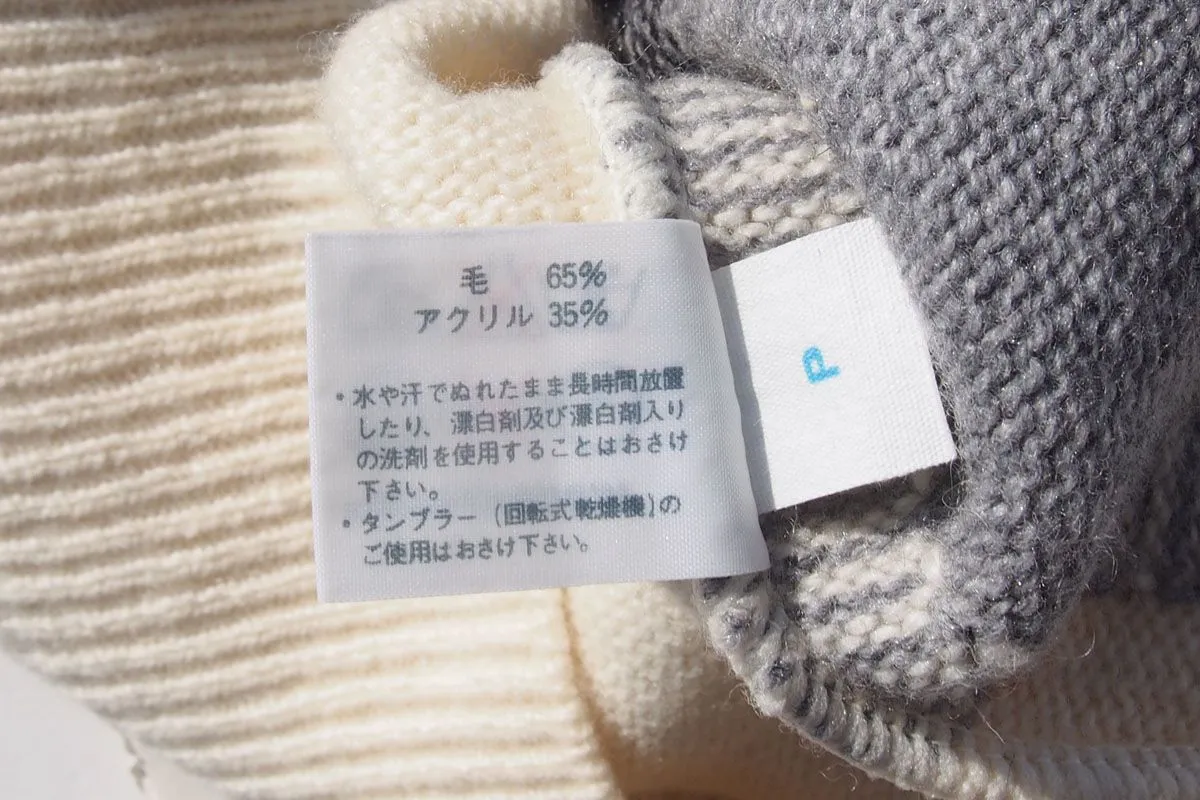 毛 65%
アクリル 35%
・水や汗でぬれたまま長時間放置
したり、漂白剤及び漂白剤入り
の洗剤を使用することはおさけ
下さい。
・タンブラー(回転式乾燥機)の
ご使用はおさけ下さい。
P